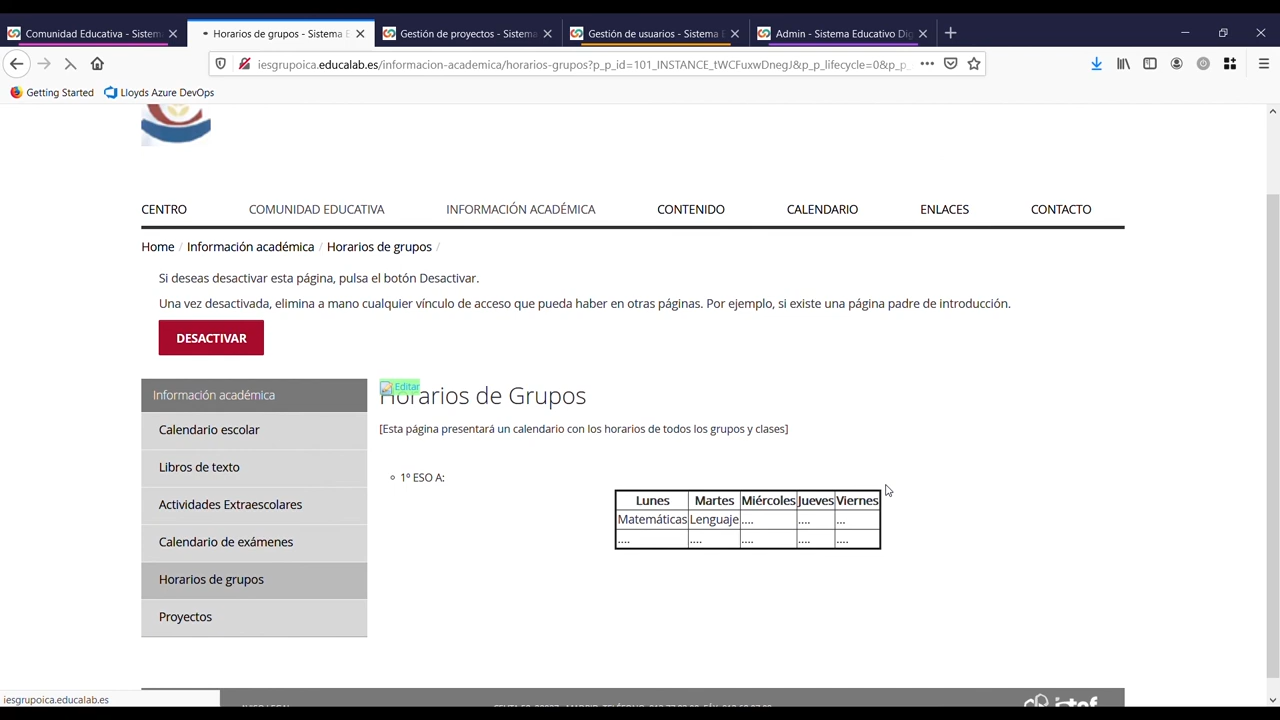 Comunidad Educativa - Sistem
Horarios de grupos - Sistema E
Gestión de proyectos - Sistema
Gestión de usuarios - Sistema E
Admin - Sistema Educativo Dig
iesgrupoica.educalab.es/informacion-academica/horarios-grupos?p_p_id=101_INSTANCE_tWCFuxwDnegJ&p_p_lifecycle=0&p_p_
Getting Started
Lloyds Azure DevOps
CENTRO
COMUNIDAD EDUCATIVA
INFORMACIÓN ACADÉMICA
CONTENIDO
CALENDARIO
ENLACES
CONTACTO
Home / Información académica / Horarios de grupos /
Si deseas desactivar esta página, pulsa el botón Desactivar.
Una vez desactivada, elimina a mano cualquier vínculo de acceso que pueda haber en otras páginas. Por ejemplo, si existe una página padre de introducción.
DESACTIVAR
Información académica
Calendario escolar
Libros de texto
Actividades Extraescolares
Calendario de exámenes
Horarios de grupos
Proyectos
Editar
Horarios de Grupos
[Esta página presentará un calendario con los horarios de todos los grupos y clases]
1º ESO A:
Lunes Martes Miércoles Jueves Viernes
Matemáticas Lenguaje .... .... ...
.... .... .... .... ....
iesgrupoica.educalab.es